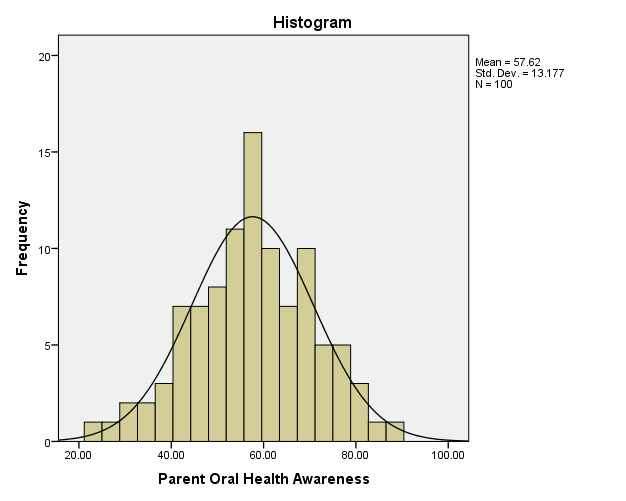 Histogram
Mean = 57.62
Std. Dev. = 13.177
N = 100
20
15
10
5
0
Frequency
20.00 40.00 60.00 80.00 100.00
Parent Oral Health Awareness